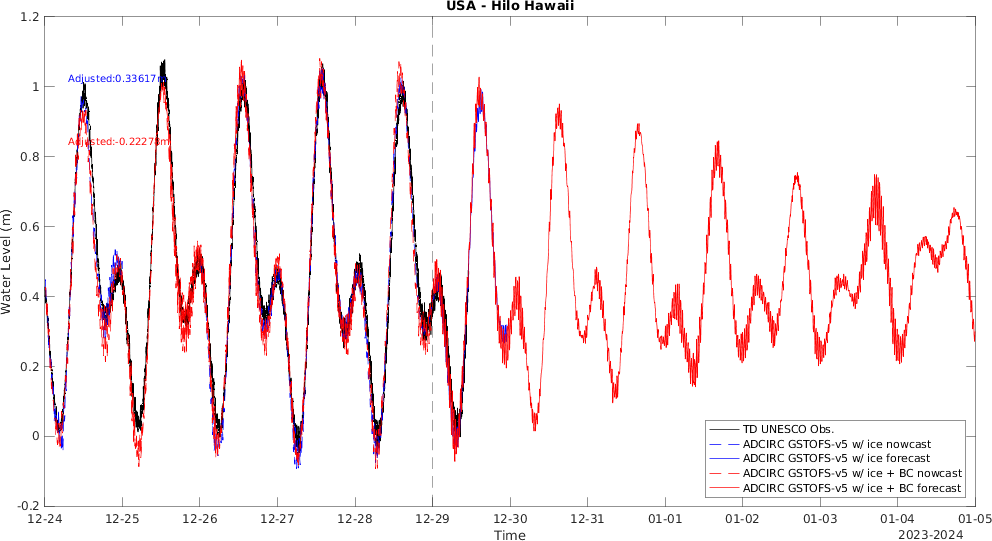 USA - Hilo Hawaii
1.2
1
0.8
0.6
0.4
0.2
0
-0.2
Water Level (m)
Adjusted:0.33617m
Adjusted:-0.22278m
TD UNESCO Obs.
ADCIRC GSTOFS-v5 w/ ice nowcast
ADCIRC GSTOFS-v5 w/ ice forecast
ADCIRC GSTOFS-v5 w/ ice + BC nowcast
ADCIRC GSTOFS-v5 w/ ice + BC forecast
12-24 12-25 12-26 12-27 12-28 12-29 12-30 12-31 01-01 01-02 01-03 01-04 01-05
Time
2023-2024